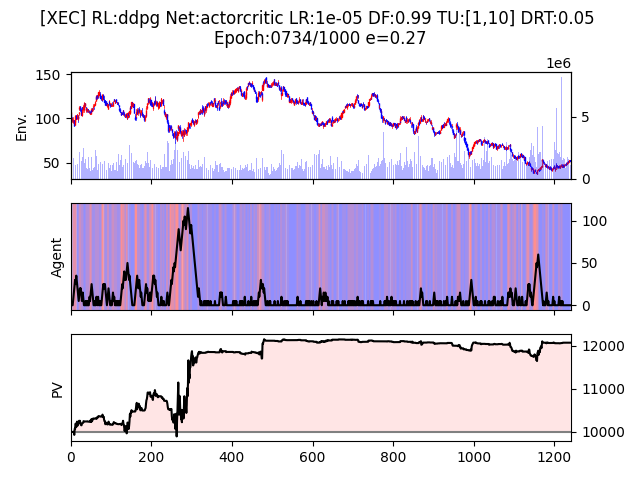 [XEC] RL:ddpg Net:actorcritic LR:1e-05 DF:0.99 TU:[1,10] DRT:0.05
Epoch:0734/1000 e=0.27
1e6
150
100
50
Env.
5
0
Agent
100
50
0
PV
12000
11000
10000
0 200 400 600 800 1000 1200